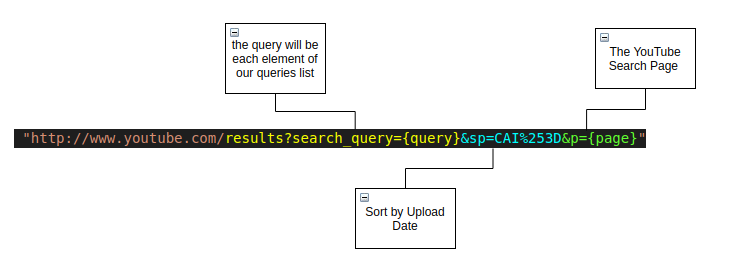 the query will be
each element of
our queries list
The YouTube
Search Page
"http://www.youtube.com/results?search_query={query}&sp=CAI%253D&p={page}"
Sort by Upload
Date